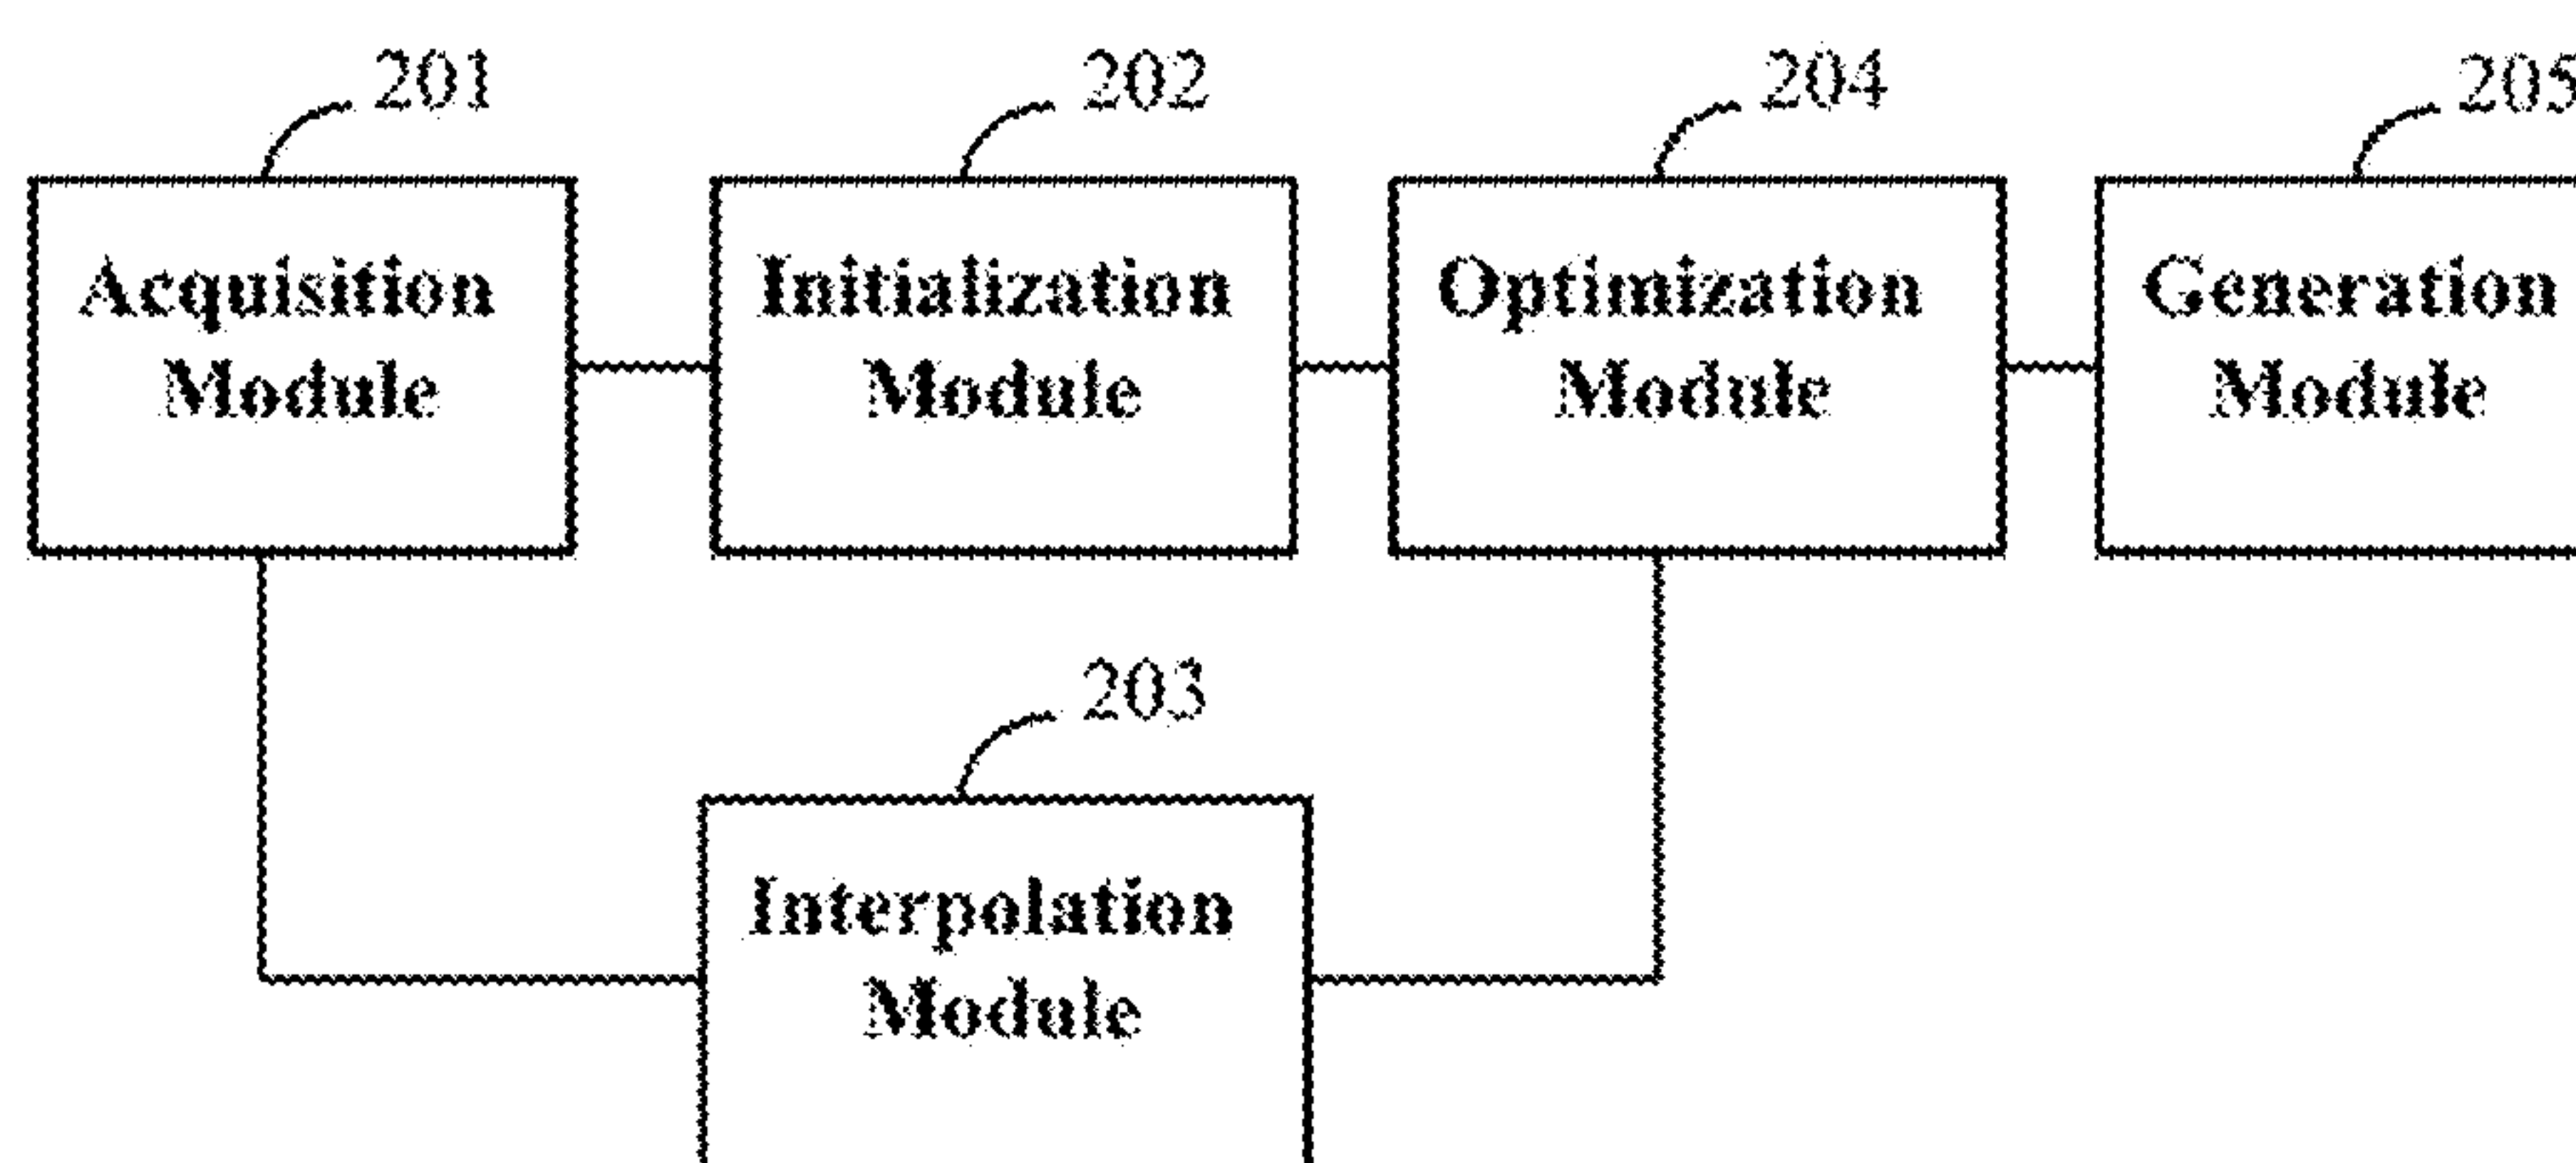 201
202
204
205
Acquisition
Module
Initialization
Module
Optimization
Module
Generation
Module
203
Interpolation
Module